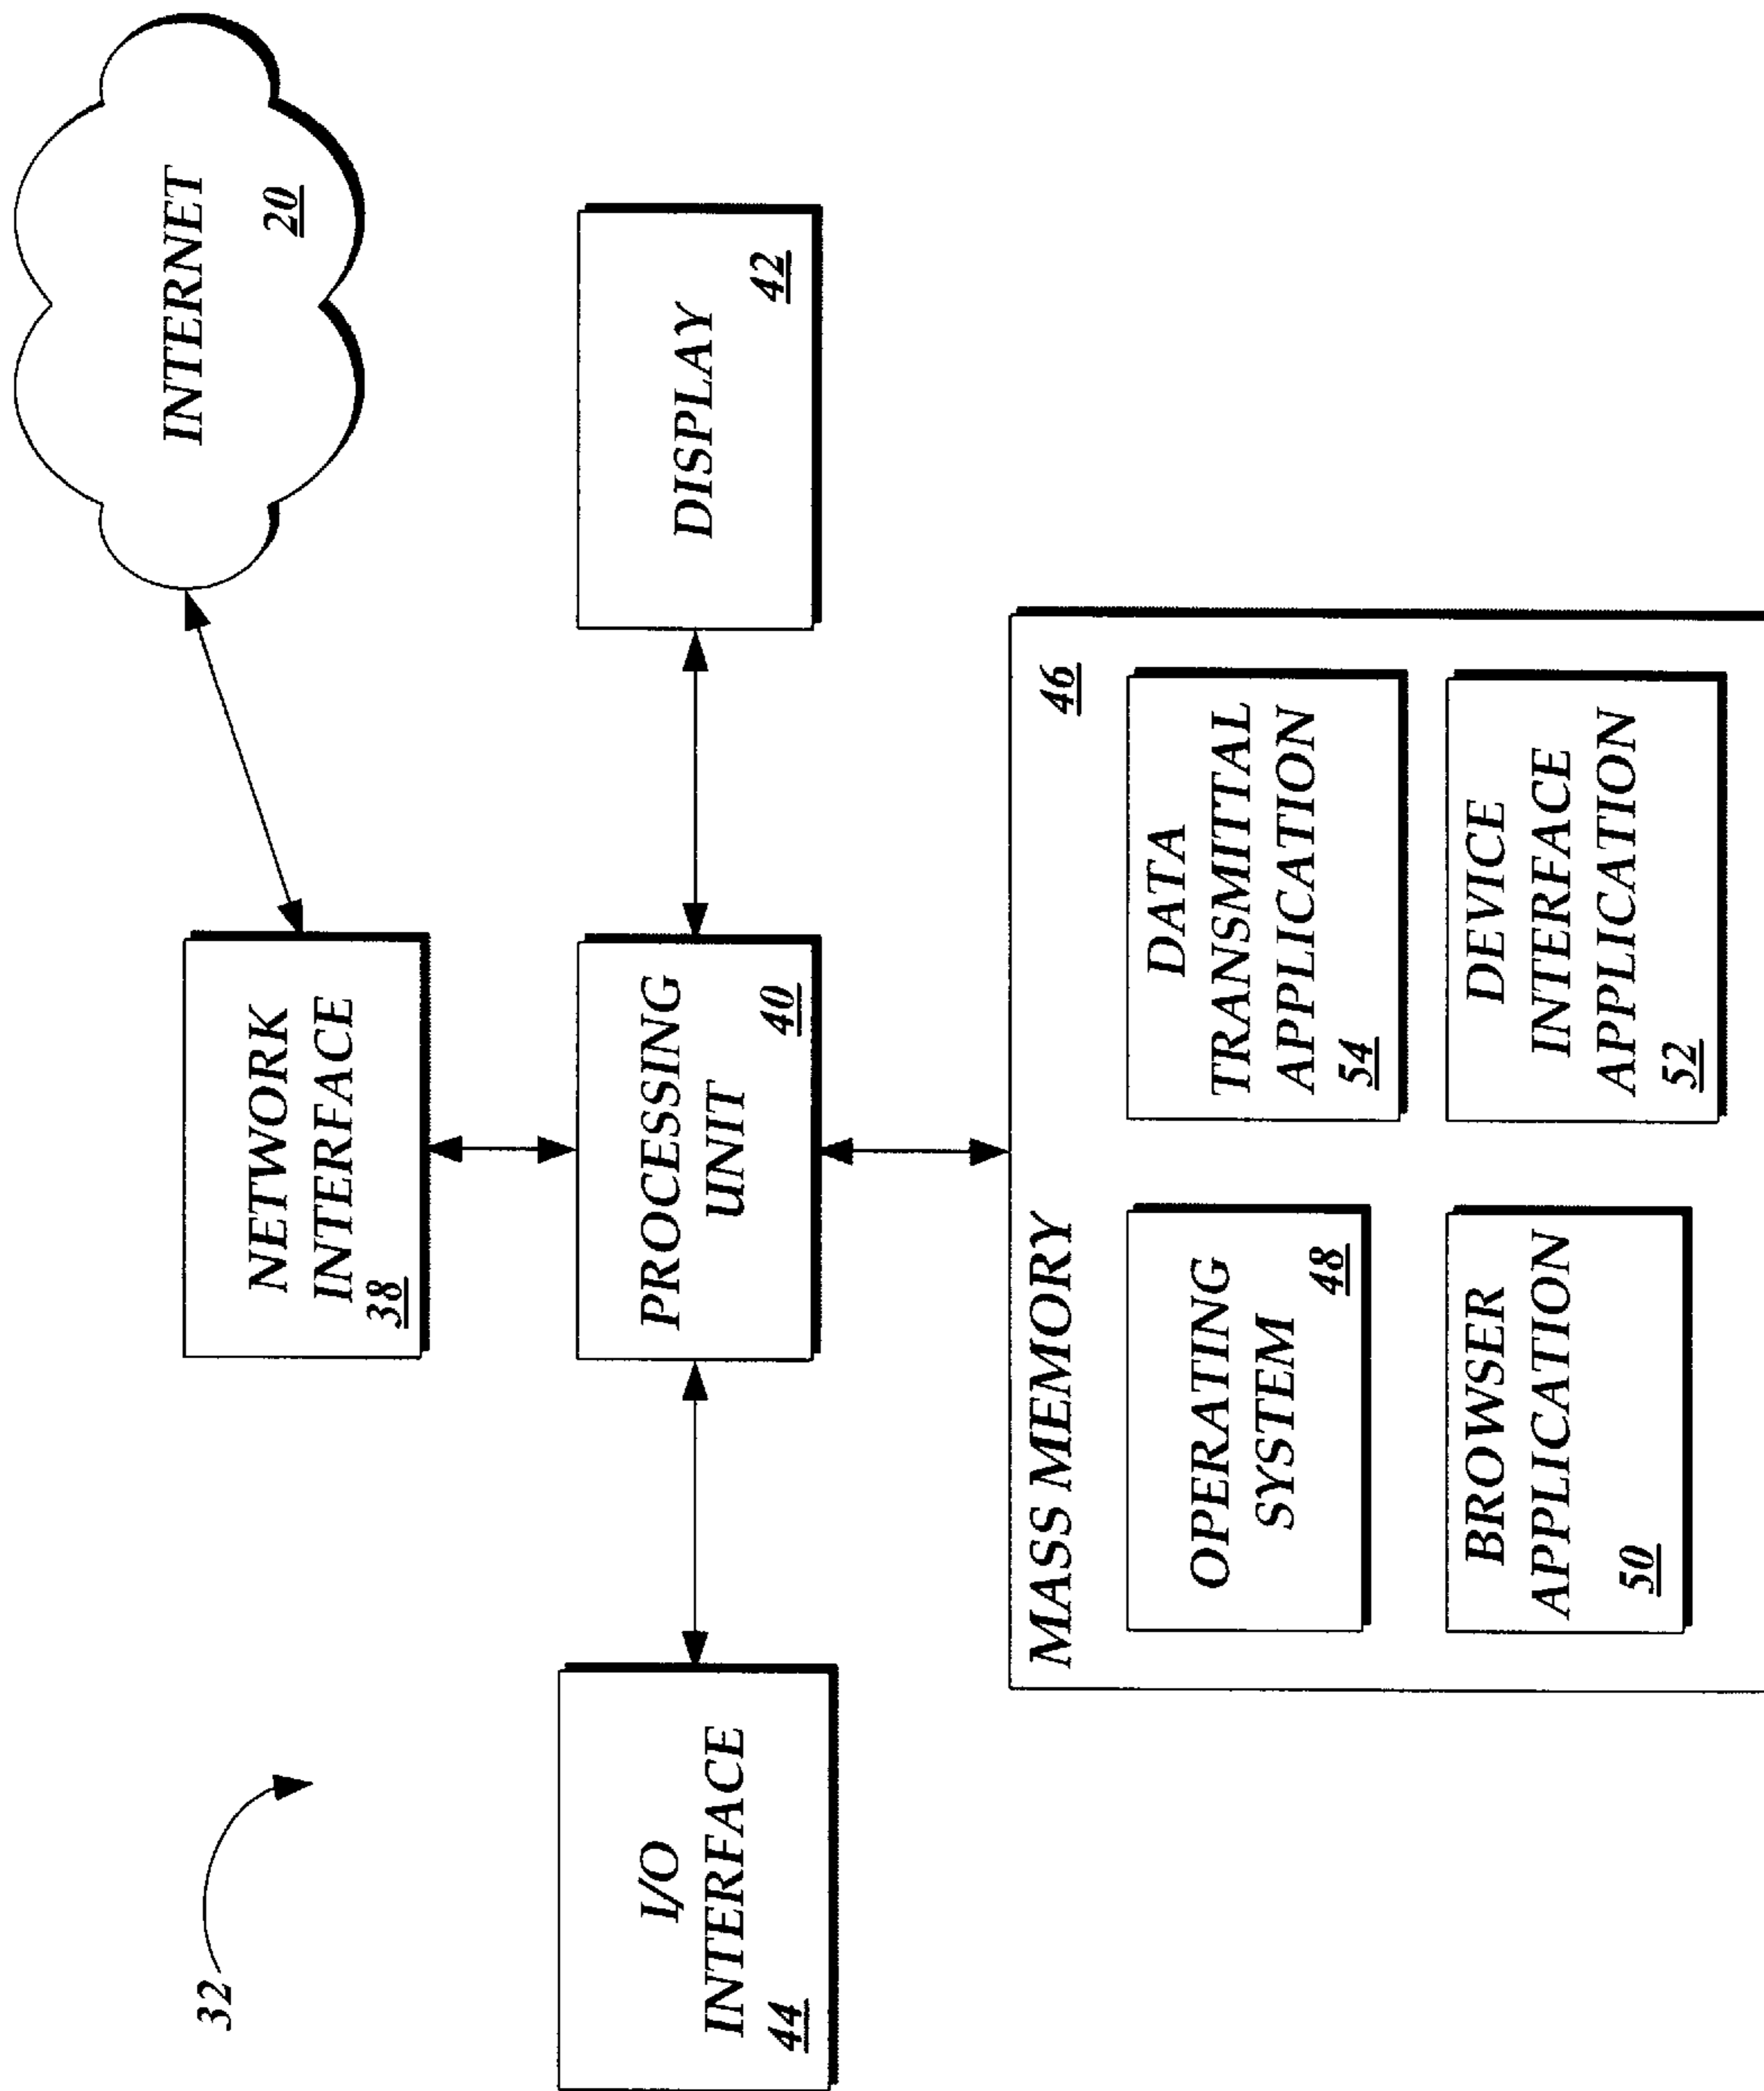 32
INTERNET
20
NETWORK
INTERFACE
38
I/O
INTERFACE
44
PROCESSING
UNIT
40
DISPLAY
42
MASS MEMORY
46
OPERATING
SYSTEM
48
DATA
TRANSMITTAL
APPLICATION
54
BROWSER
APPLICATION
50
DEVICE
INTERFACE
APPLICATION
52